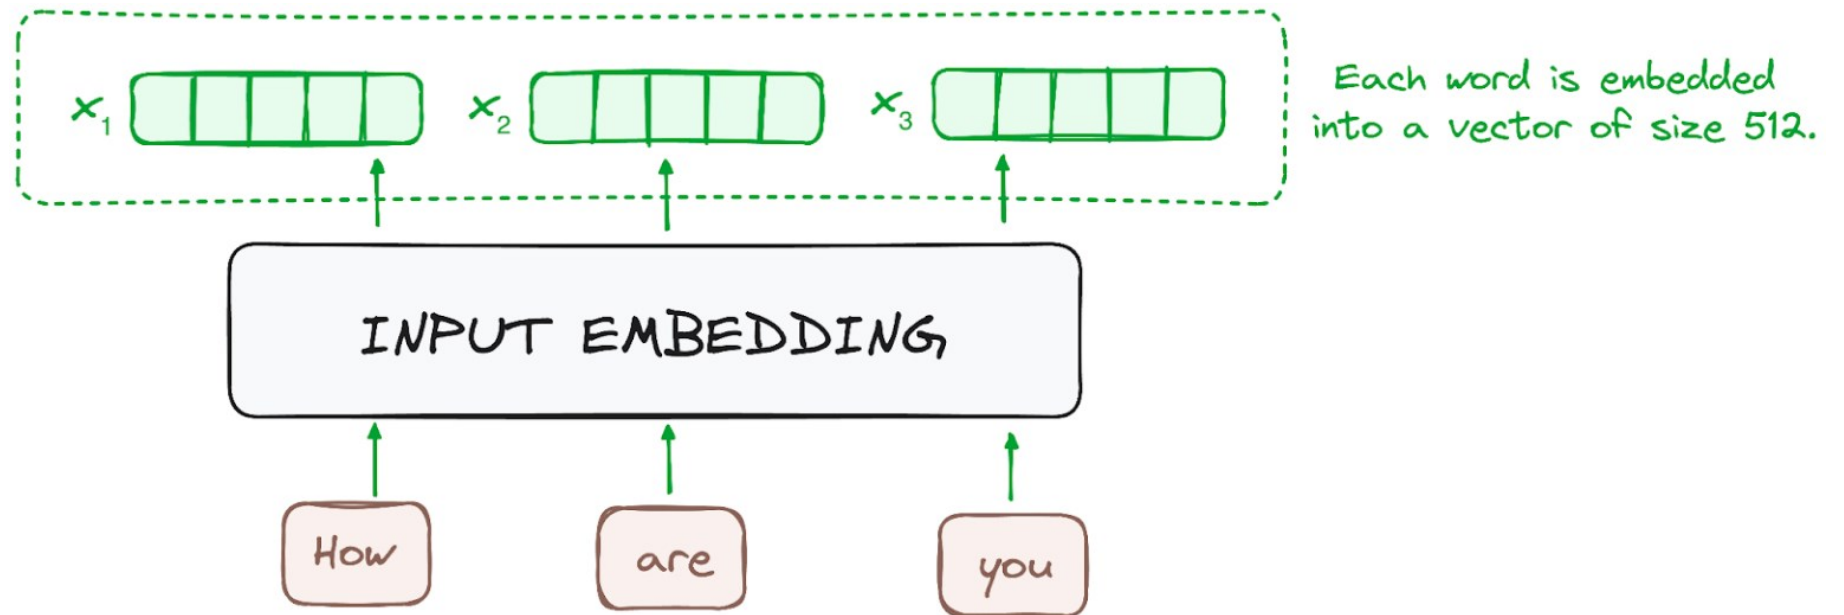 x₁
x₂
x₃
Each word is embedded
into a vector of size 512.
INPUT EMBEDDING
How
are
you